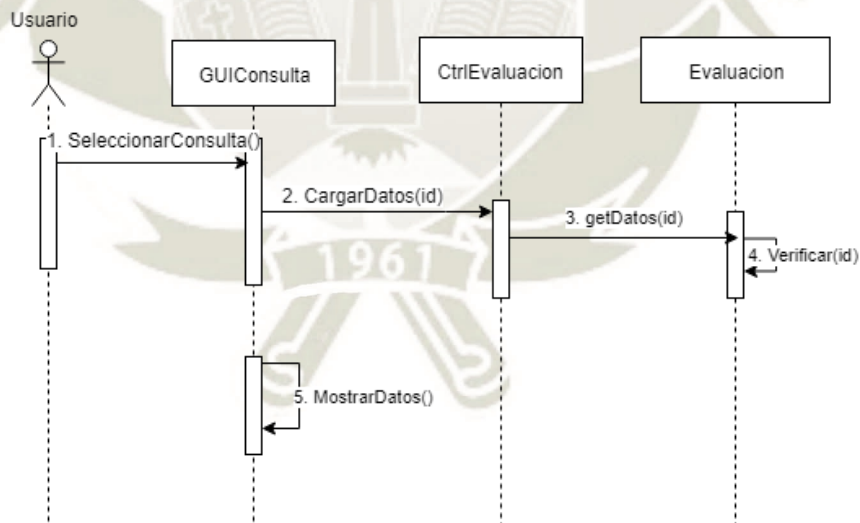 Usuario
GUIConsulta
CtrlEvaluacion
Evaluacion
1. SeleccionarConsulta()
2. CargarDatos(id)
3. getDatos(id)
4. Verificar(id)
5. MostrarDatos()
1961